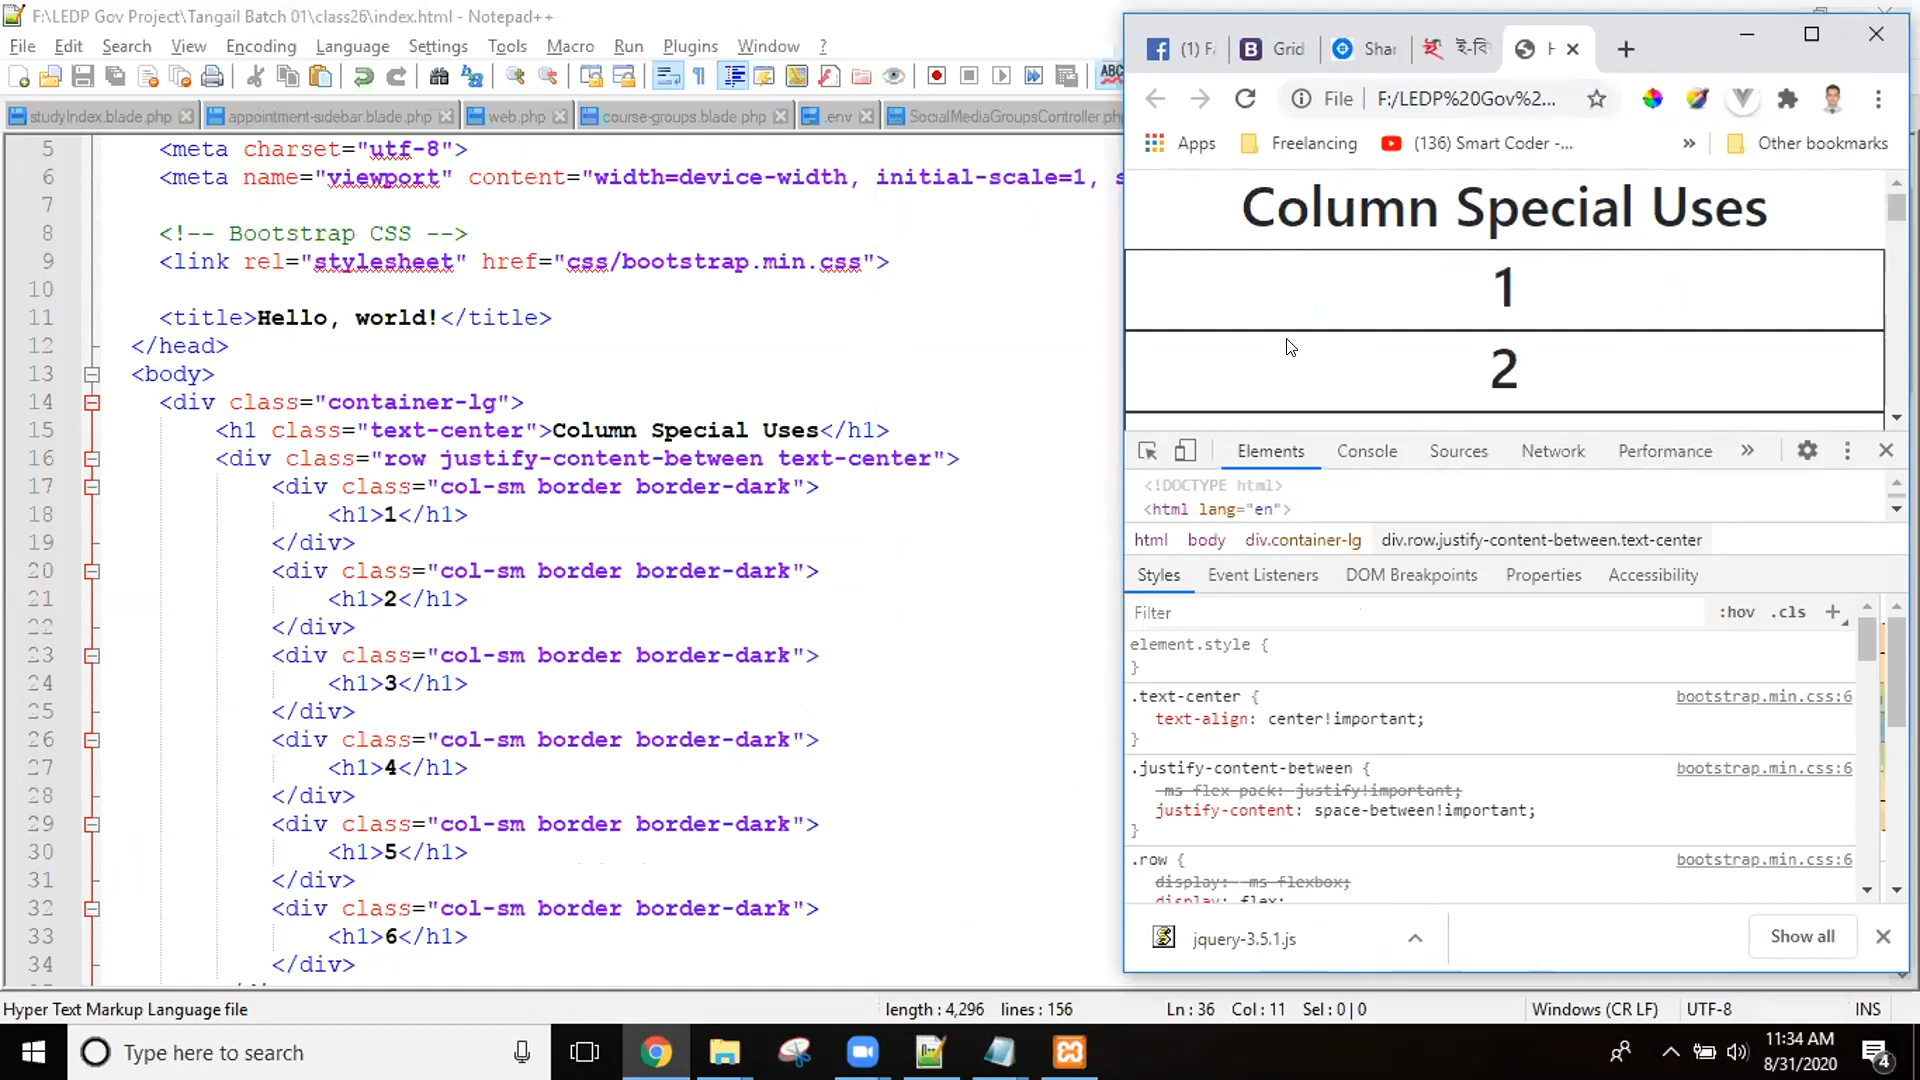 F:\LEDP Gov Project\Tangail Batch 01\class26\index.html - Notepad++
File Edit Search View Encoding Language Settings Tools Macro Run Plugins Window ?
studyIndex.blade.php appointment-sidebar.blade.php web.php course-groups.blade.php .env SocialMediaGroupsController.ph
5 <meta charset="utf-8">
6 <meta name="viewport" content="width=device-width, initial-scale=1, s
7
8 <!-- Bootstrap CSS -->
9 <link rel="stylesheet" href="css/bootstrap.min.css">
10
11 <title>Hello, world!</title>
12 </head>
13 <body>
14 <div class="container-lg">
15 <h1 class="text-center">Column Special Uses</h1>
16 <div class="row justify-content-between text-center">
17 <div class="col-sm border border-dark">
18 <h1>1</h1>
19 </div>
20 <div class="col-sm border border-dark">
21 <h1>2</h1>
22 </div>
23 <div class="col-sm border border-dark">
24 <h1>3</h1>
25 </div>
26 <div class="col-sm border border-dark">
27 <h1>4</h1>
28 </div>
29 <div class="col-sm border border-dark">
30 <h1>5</h1>
31 </div>
32 <div class="col-sm border border-dark">
33 <h1>6</h1>
34 </div>
Hyper Text Markup Language file length : 4,296 lines : 156 Ln : 36 Col : 11 Sel : 0 | 0 Windows (CR LF) UTF-8 INS
(1) F Grid Shar ই-বি H
File F:/LEDP%20Gov%2...
Apps Freelancing (136) Smart Coder -... » Other bookmarks
Column Special Uses
1
2
Elements Console Sources Network Performance »
<!DOCTYPE html>
<html lang="en">
html body div.container-lg div.row.justify-content-between.text-center
Styles Event Listeners DOM Breakpoints Properties Accessibility
Filter :hov .cls +
element.style {
}
.text-center { bootstrap.min.css:6
text-align: center!important;
}
.justify-content-between { bootstrap.min.css:6
-ms-flex-pack: justify!important;
justify-content: space-between!important;
}
.row { bootstrap.min.css:6
display: -ms-flexbox;
display: flex;
jquery-3.5.1.js Show all
Type here to search
11:34 AM
8/31/2020
4